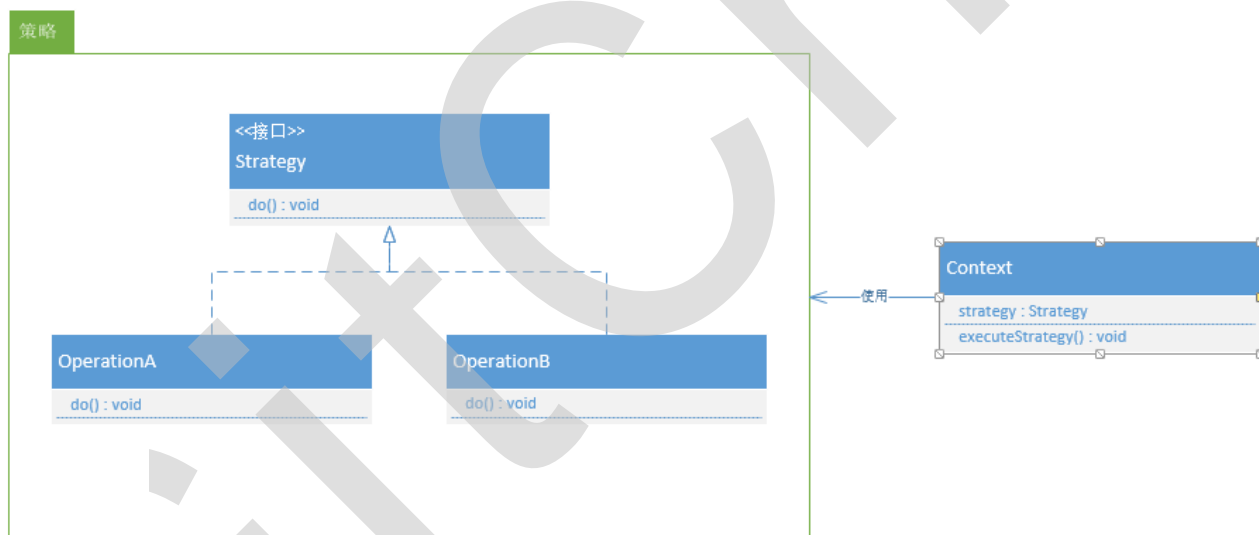 策略
<<接口>>
Strategy
do() : void
OperationA
do() : void
OperationB
do() : void
使用
Context
strategy : Strategy
executeStrategy() : void